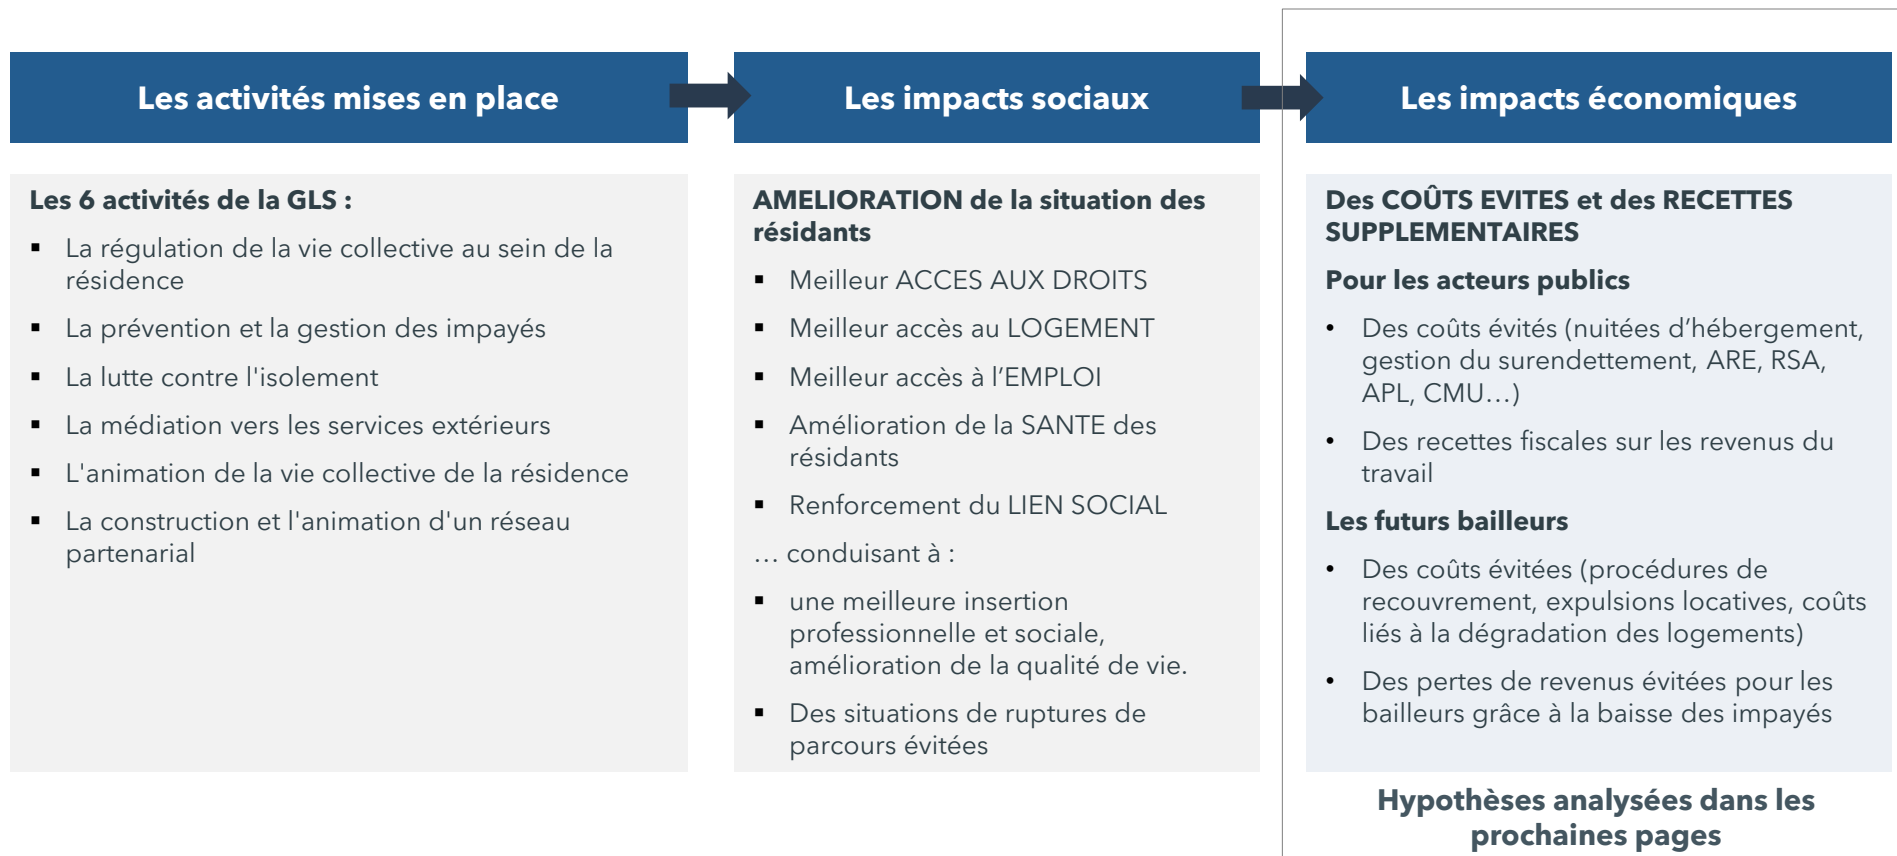 Les activités mises en place
Les 6 activités de la GLS :
▪ La régulation de la vie collective au sein de la
résidence
▪ La prévention et la gestion des impayés
▪ La lutte contre l'isolement
▪ La médiation vers les services extérieurs
▪ L'animation de la vie collective de la résidence
▪ La construction et l'animation d'un réseau
partenarial
Les impacts sociaux
AMELIORATION de la situation des
résidants
▪ Meilleur ACCES AUX DROITS
▪ Meilleur accès au LOGEMENT
▪ Meilleur accès à l’EMPLOI
▪ Amélioration de la SANTE des
résidants
▪ Renforcement du LIEN SOCIAL
… conduisant à :
▪ une meilleure insertion
professionnelle et sociale,
amélioration de la qualité de vie.
▪ Des situations de ruptures de
parcours évitées
Les impacts économiques
Des COÛTS EVITES et des RECETTES
SUPPLEMENTAIRES
Pour les acteurs publics
• Des coûts évités (nuitées d’hébergement,
gestion du surendettement, ARE, RSA,
APL, CMU…)
• Des recettes fiscales sur les revenus du
travail
Les futurs bailleurs
• Des coûts évitées (procédures de
recouvrement, expulsions locatives, coûts
liés à la dégradation des logements)
• Des pertes de revenus évitées pour les
bailleurs grâce à la baisse des impayés
Hypothèses analysées dans les
prochaines pages